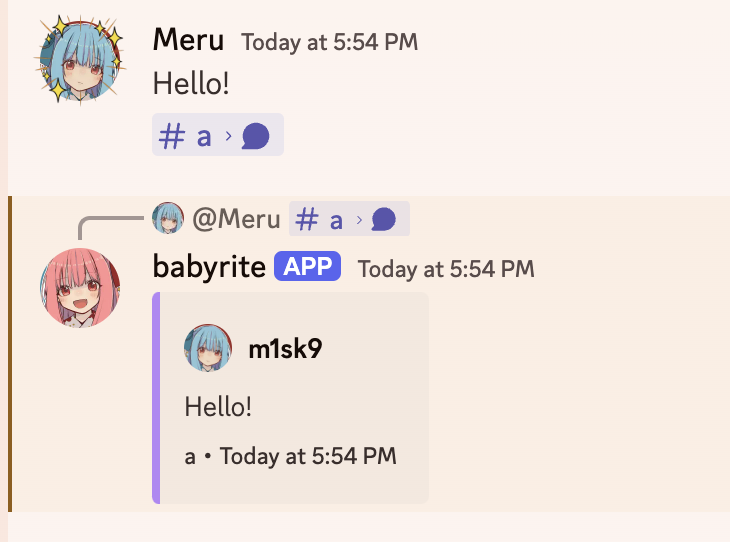 Meru Today at 5:54 PM
Hello!
# a ›
@Meru # a ›
babyrite APP Today at 5:54 PM
m1sk9
Hello!
a • Today at 5:54 PM